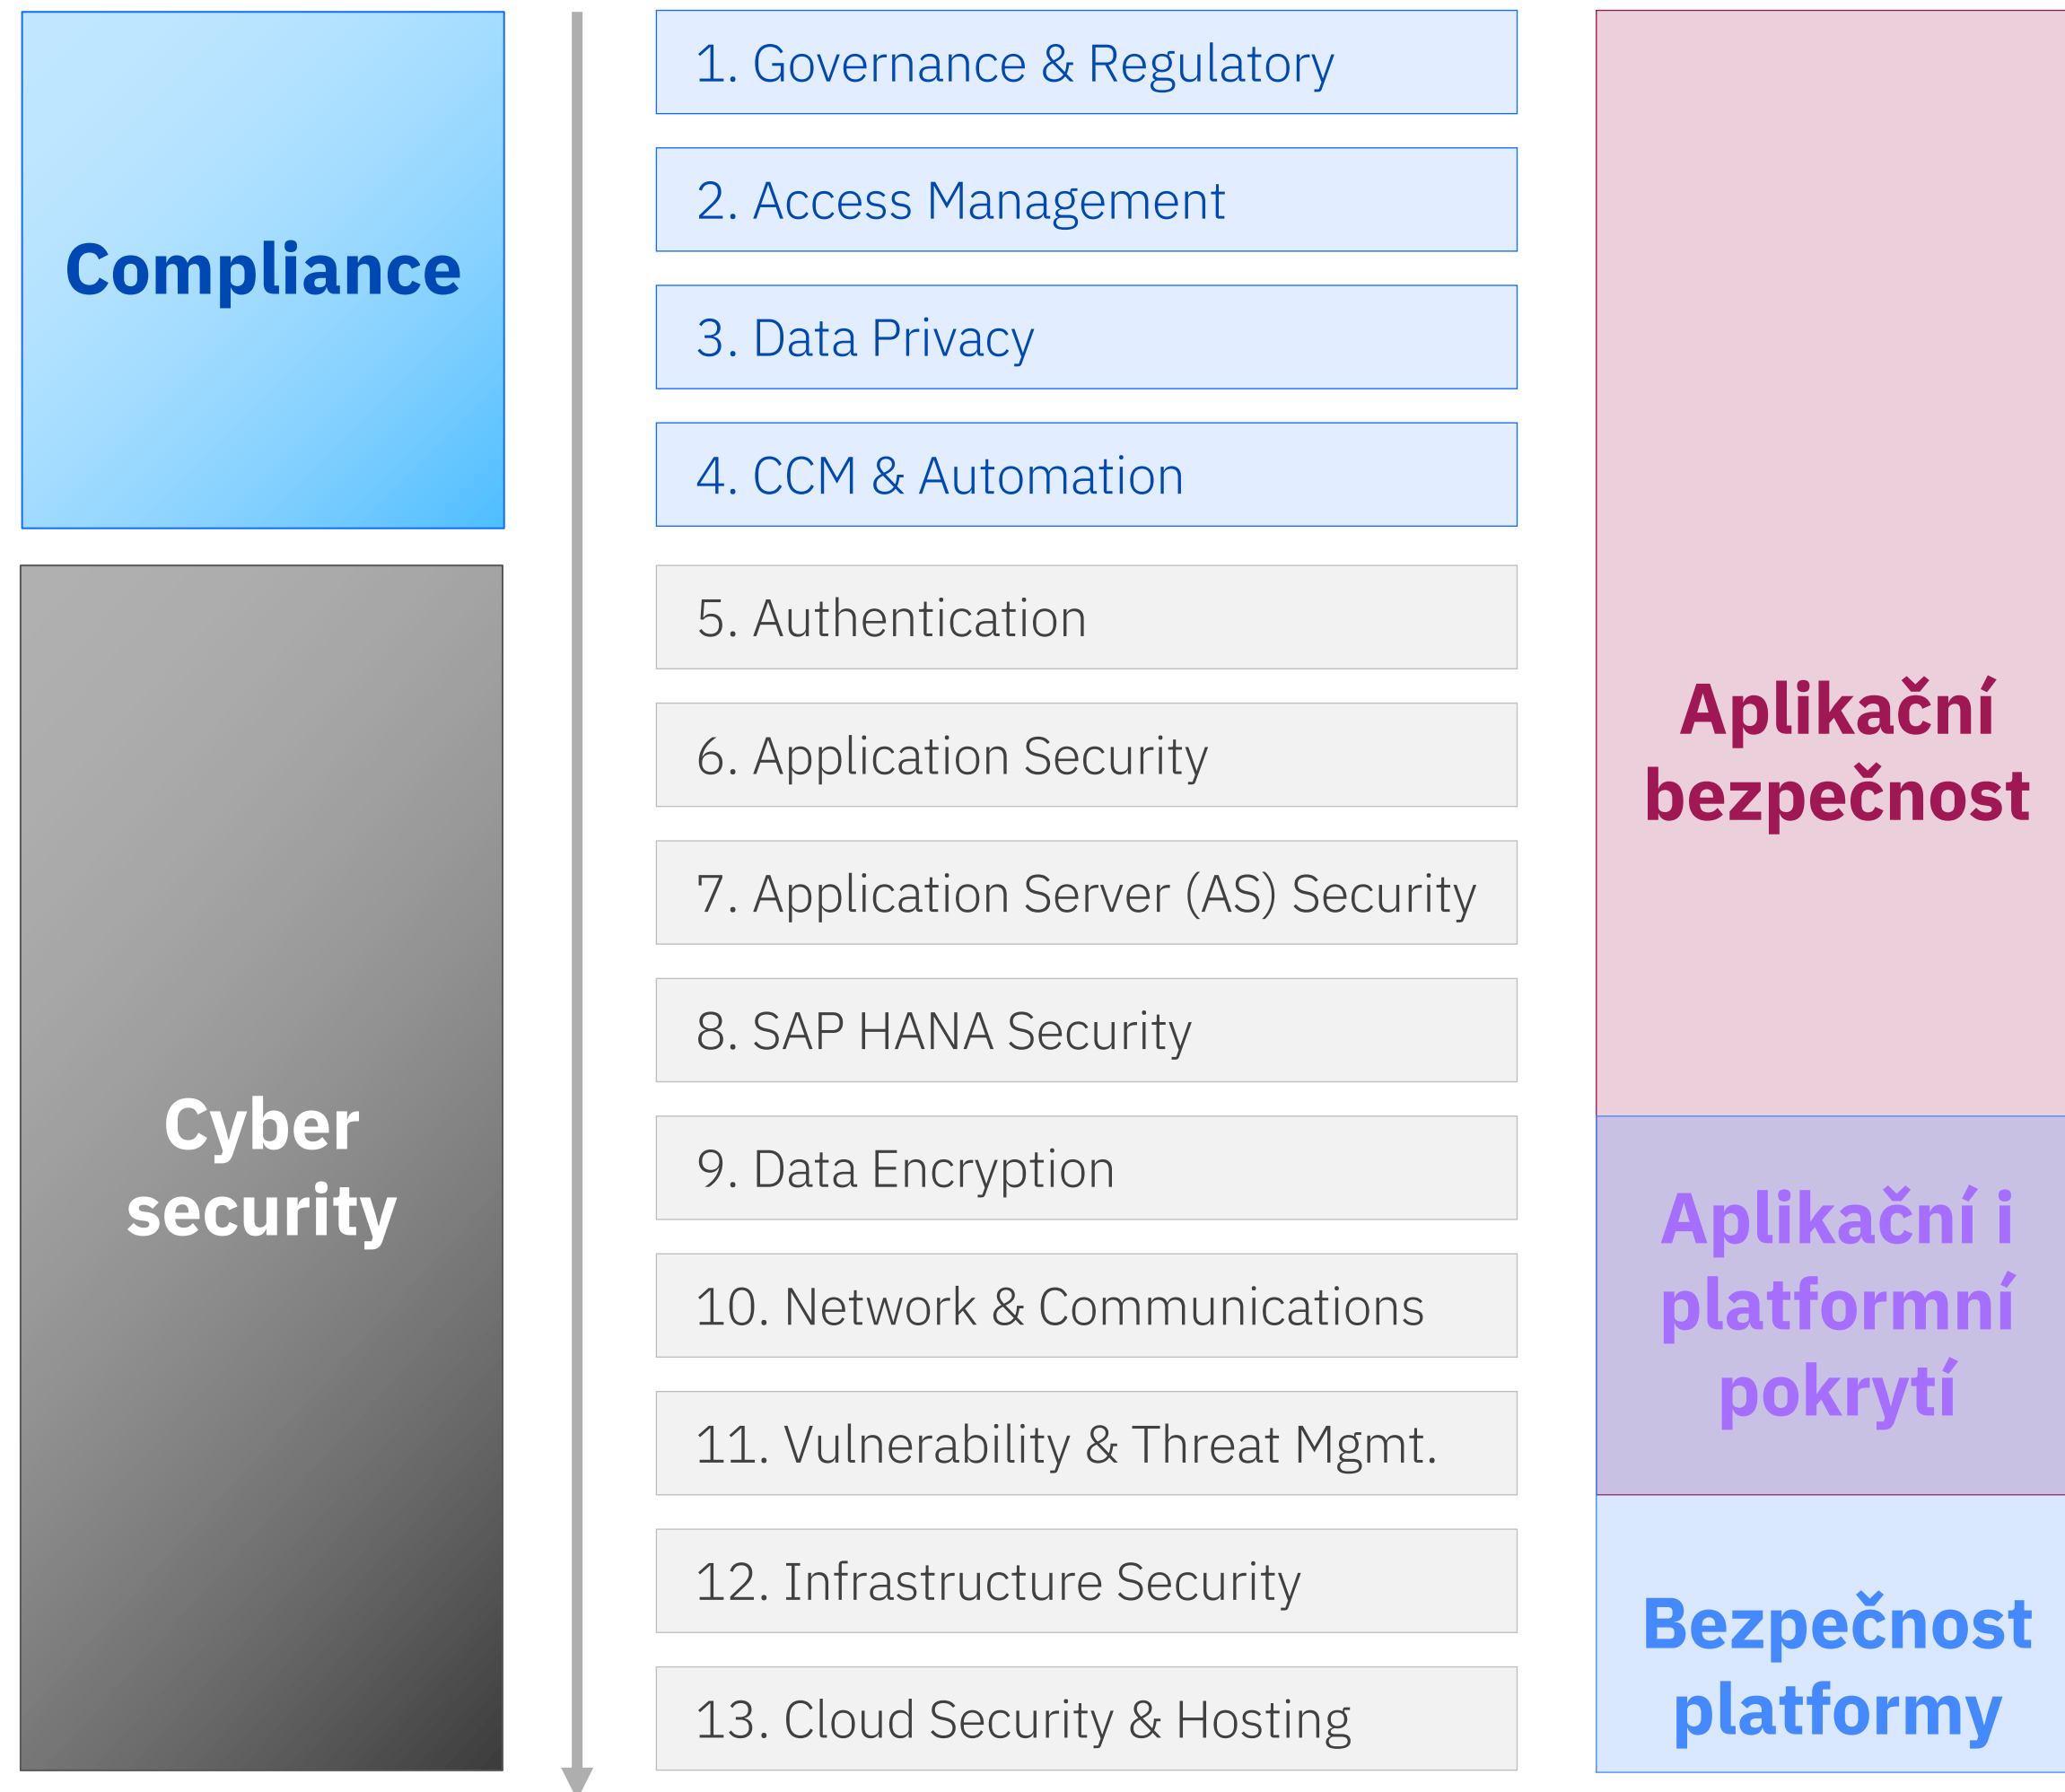 Compliance
Cyber
security
1. Governance & Regulatory
2. Access Management
3. Data Privacy
4. CCM & Automation
5. Authentication
6. Application Security
7. Application Server (AS) Security
8. SAP HANA Security
9. Data Encryption
10. Network & Communications
11. Vulnerability & Threat Mgmt.
12. Infrastructure Security
13. Cloud Security & Hosting
Aplikační
bezpečnost
Aplikační i
platformní
pokrytí
Bezpečnost
platformy